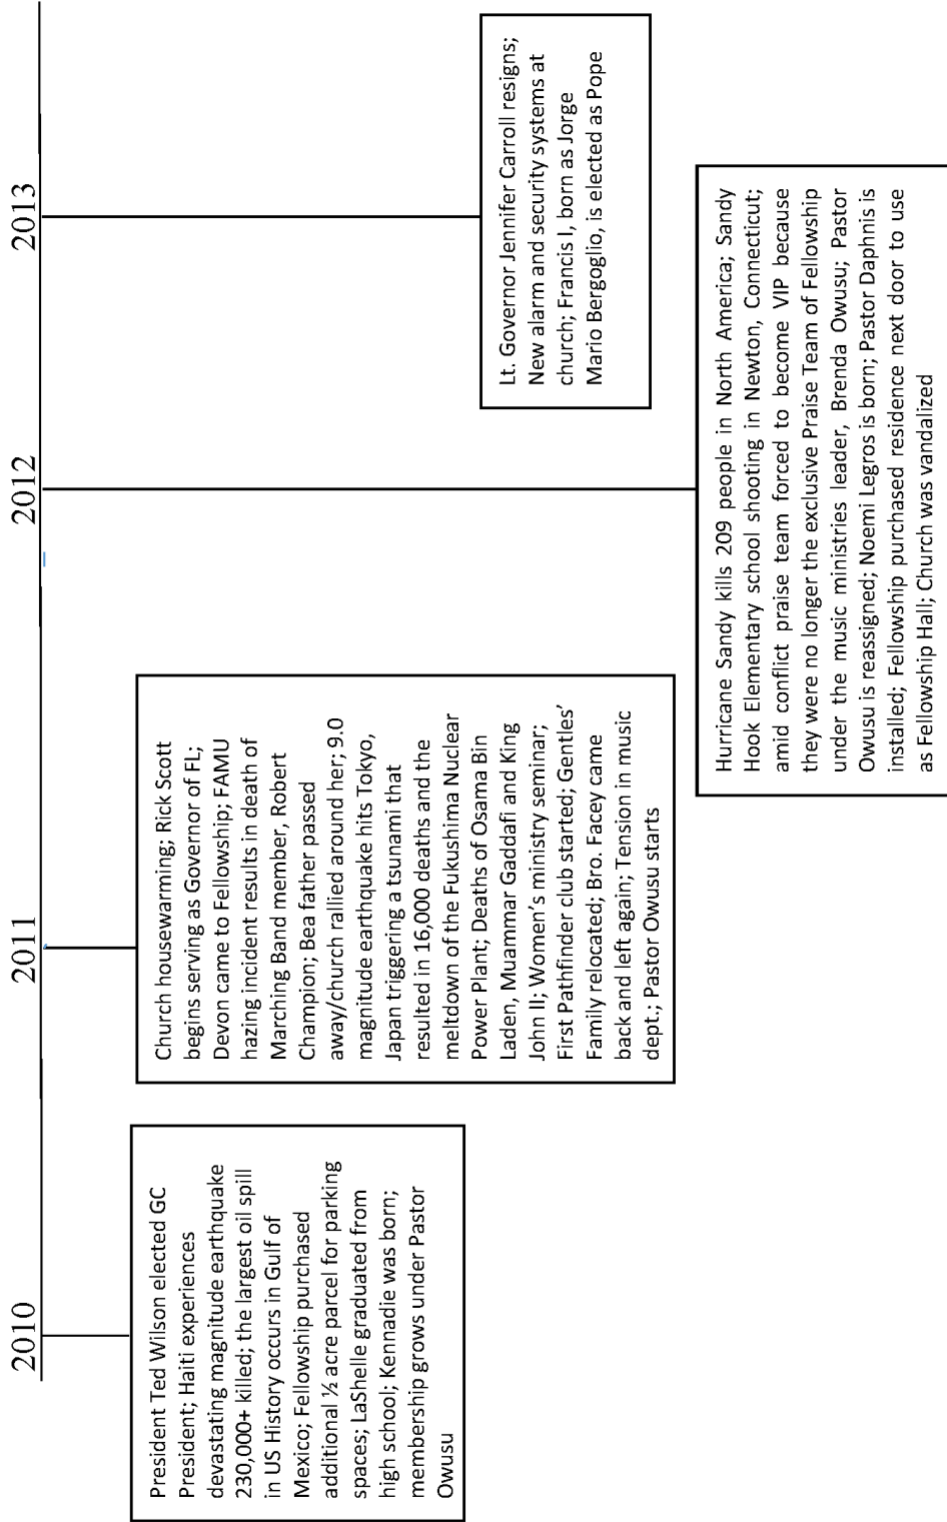 2010
President Ted Wilson elected GC
President; Haiti experiences
devastating magnitude earthquake
230,000+ killed; the largest oil spill
in US History occurs in Gulf of
Mexico; Fellowship purchased
additional ½ acre parcel for parking
spaces; LaShelle graduated from
high school; Kennadie was born;
membership grows under Pastor
Owusu
2011
Church housewarming; Rick Scott
begins serving as Governor of FL;
Devon came to Fellowship; FAMU
hazing incident results in death of
Marching Band member, Robert
Champion; Bea father passed
away/church rallied around her; 9.0
magnitude earthquake hits Tokyo,
Japan triggering a tsunami that
resulted in 16,000 deaths and the
meltdown of the Fukushima Nuclear
Power Plant; Deaths of Osama Bin
Laden, Muammar Gaddafi and King
John II; Women’s ministry seminar;
First Pathfinder club started; Gentles’
Family relocated; Bro. Facey came
back and left again; Tension in music
dept.; Pastor Owusu starts
2012
Hurricane Sandy kills 209 people in North America; Sandy
Hook Elementary school shooting in Newton, Connecticut;
amid conflict praise team forced to become VIP because
they were no longer the exclusive Praise Team of Fellowship
under the music ministries leader, Brenda Owusu; Pastor
Owusu is reassigned; Noemi Legros is born; Pastor Daphnis is
installed; Fellowship purchased residence next door to use
as Fellowship Hall; Church was vandalized
2013
Lt. Governor Jennifer Carroll resigns;
New alarm and security systems at
church; Francis I, born as Jorge
Mario Bergoglio, is elected as Pope